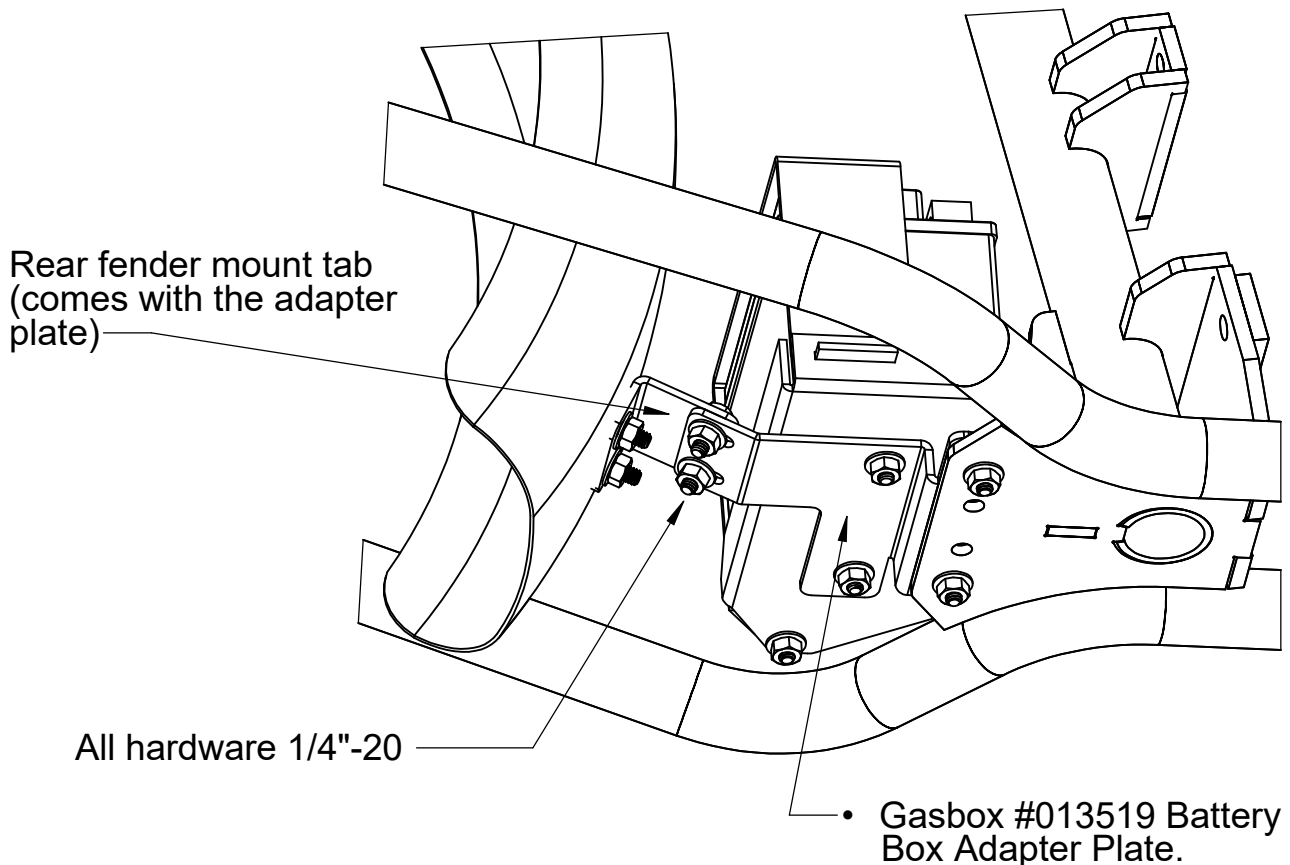 Rear fender mount tab
(comes with the adapter
plate)
All hardware 1/4"-20
• Gasbox #013519 Battery
Box Adapter Plate.